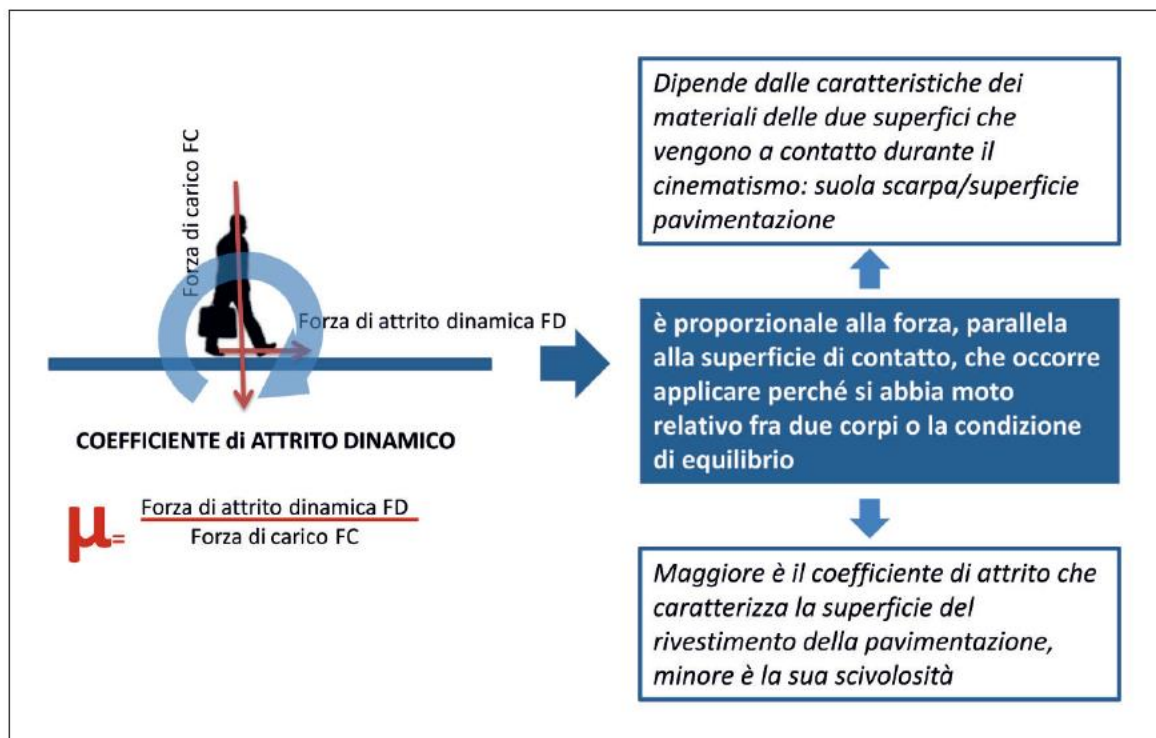 Forza di carico FC
Forza di attrito dinamica FD
COEFFICIENTE di ATTRITO DINAMICO
μ=
Forza di attrito dinamica FD
Forza di carico FC
Dipende dalle caratteristiche dei
materiali delle due superfici che
vengono a contatto durante il
cinematismo: suola scarpa/superficie
pavimentazione
è proporzionale alla forza, parallela
alla superficie di contatto, che occorre
applicare perché si abbia moto
relativo fra due corpi o la condizione
di equilibrio
Maggiore è il coefficiente di attrito che
caratterizza la superficie del
rivestimento della pavimentazione,
minore è la sua scivolosità